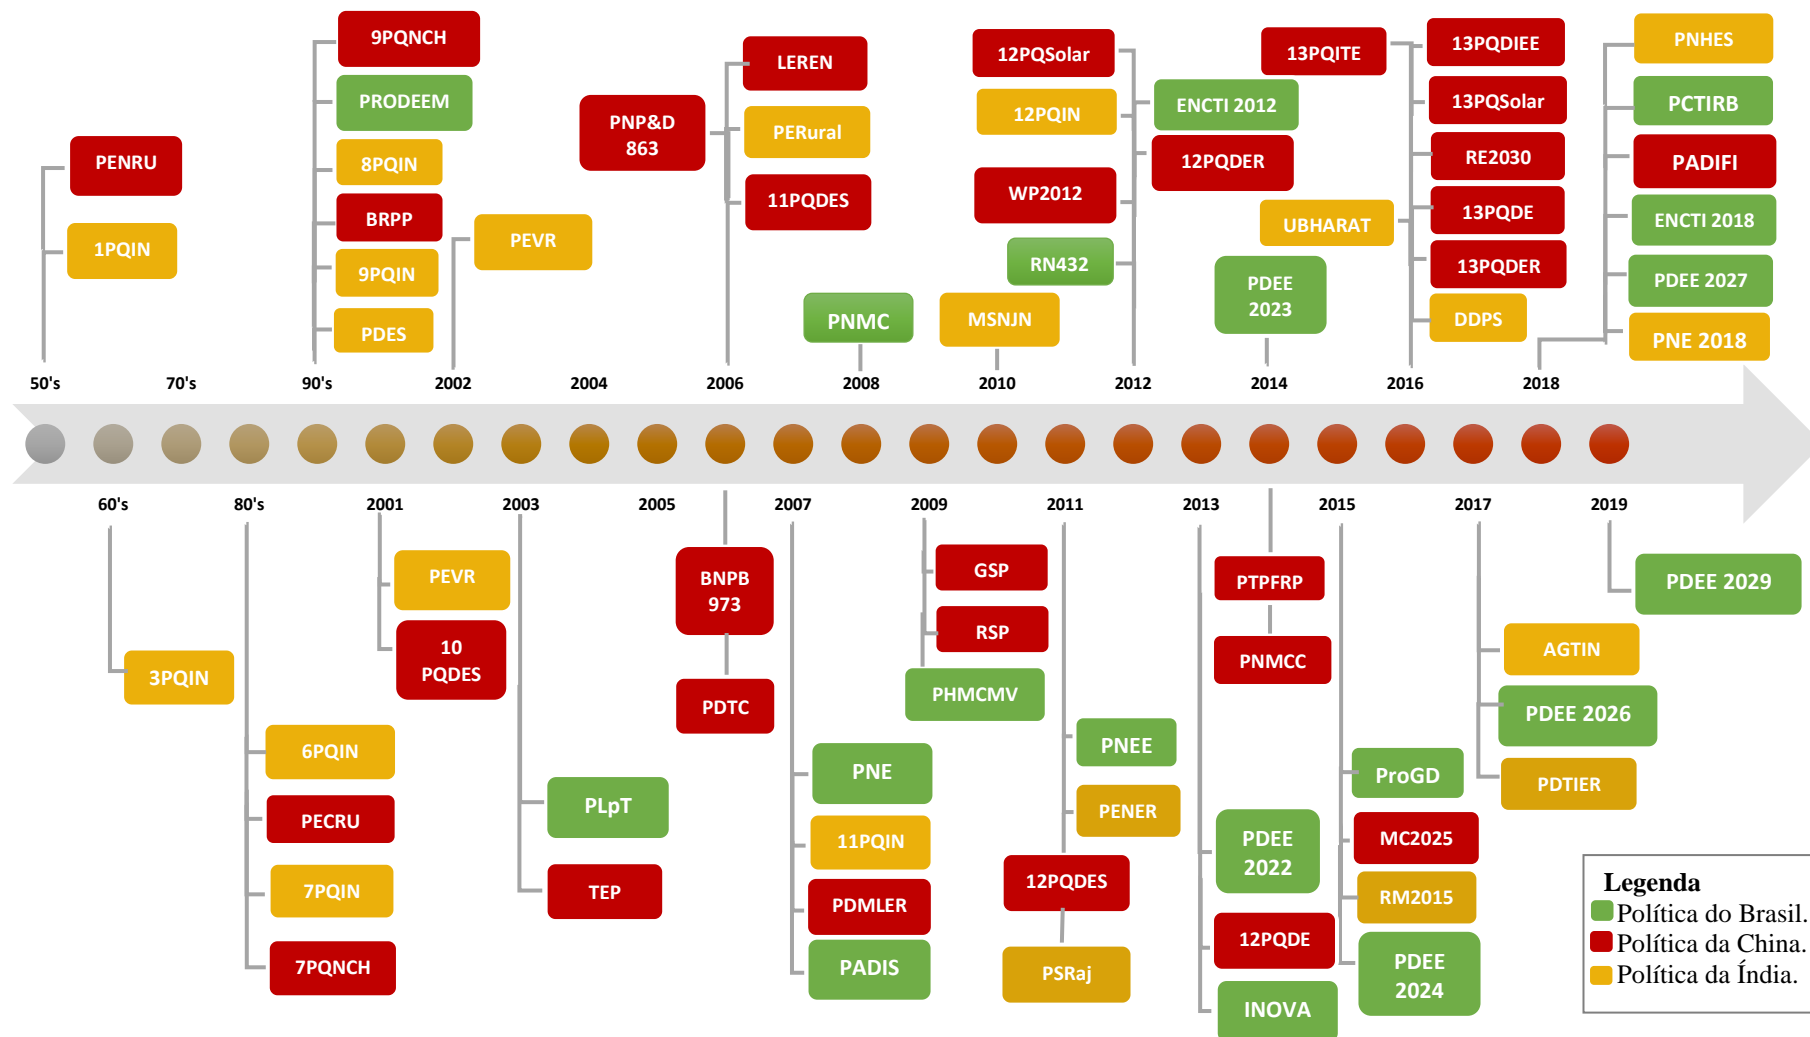 9PQNCH
PRODEEM
8PQIN
BRPP
9PQIN
PDES
PENRU
1PQIN
PEVR
PNP&D
863
LEREN
PERural
11PQDES
PNMC
12PQSolar
12PQIN
WP2012
RN432
MSNJN
ENCTI 2012
12PQDER
13PQITE
UBHARAT
PDEE
2023
13PQDIEE
13PQSolar
RE2030
13PQDE
13PQDER
DDPS
PNHES
PCTIRB
PADIFI
ENCTI 2018
PDEE 2027
PNE 2018
50's
70's
90's
2002
2004
2006
2008
2010
2012
2014
2016
2018
60's
80's
2001
2003
2005
2007
2009
2011
2013
2015
2017
2019
3PQIN
6PQIN
PECRU
7PQIN
7PQNCH
PEVR
10
PQDES
PLpT
TEP
BNPB
973
PDTC
PNE
11PQIN
PDMLER
PADIS
GSP
RSP
PHMCMV
PNEE
PENER
12PQDES
PSRaj
PTPFRP
PNMCC
PDEE
2022
12PQDE
INOVA
ProGD
MC2025
RM2015
PDEE
2024
AGTIN
PDEE 2026
PDTIER
PDEE 2029
Legenda
Política do Brasil.
Política da China.
Política da Índia.